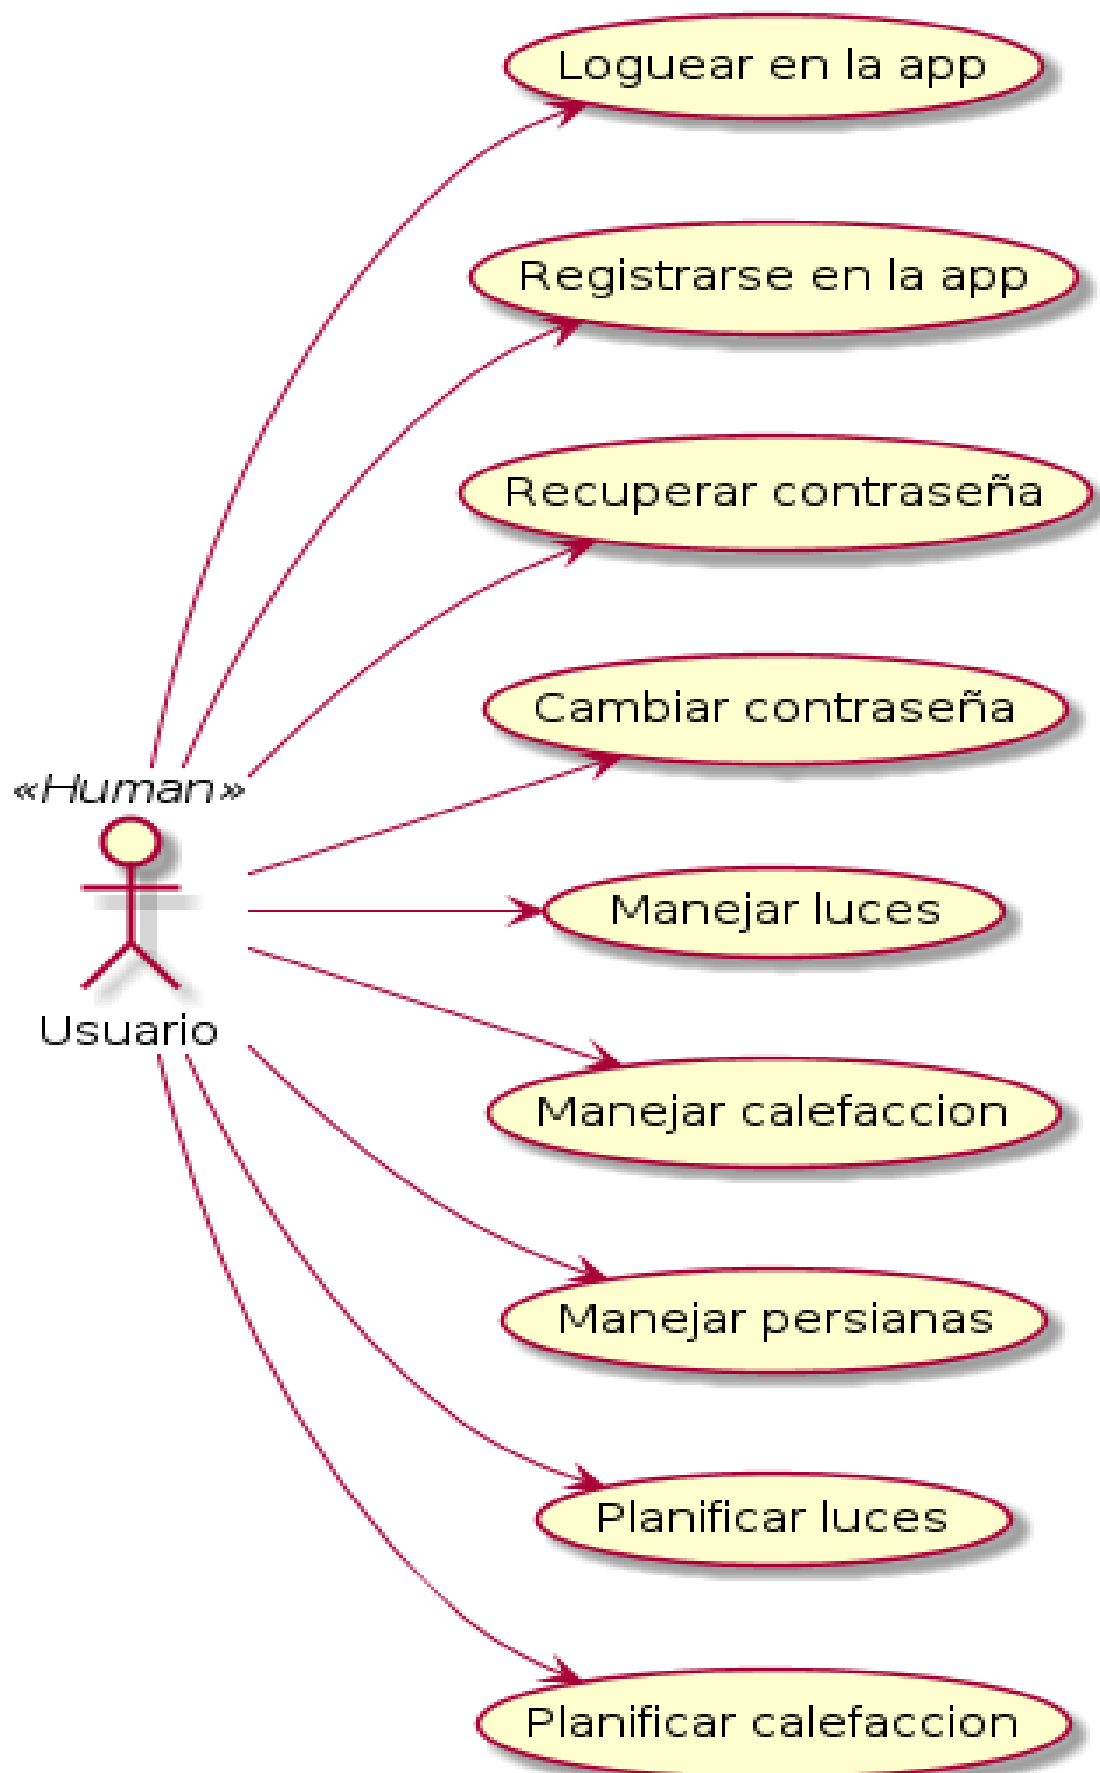 Loguear en la app
Registrarse en la app
Recuperar contraseña
Cambiar contraseña
«Human»
Usuario
Manejar luces
Manejar calefaccion
Manejar persianas
Planificar luces
Planificar calefaccion